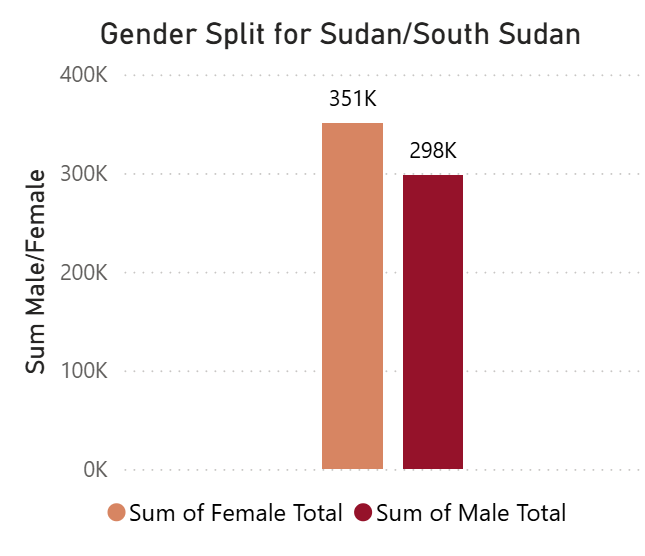 Gender Split for Sudan/South Sudan
Sum Male/Female
400K
300K
200K
100K
0K
351K
298K
Sum of Female Total
Sum of Male Total